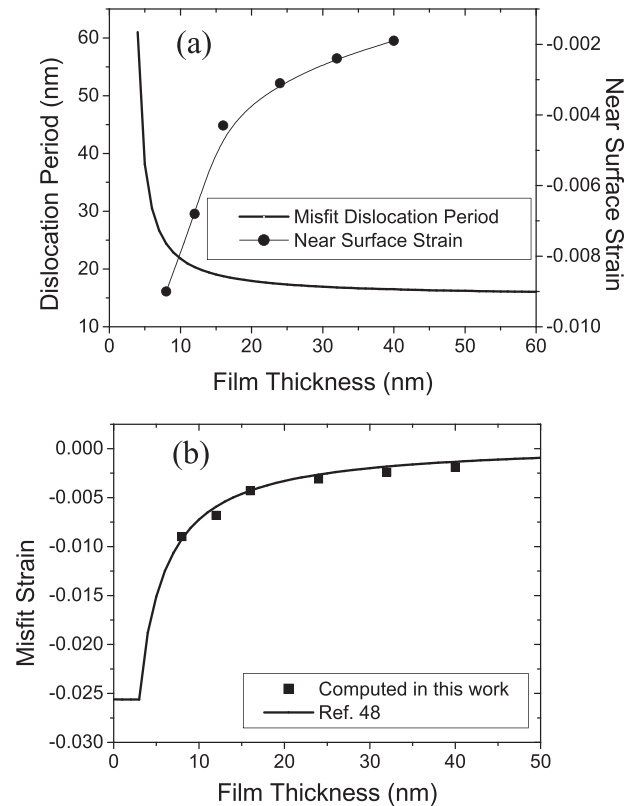 (a)
60
50
40
30
20
10
Dislocation Period (nm)
-0.002
-0.004
-0.006
-0.008
-0.010
Near Surface Strain
Misfit Dislocation Period
Near Surface Strain
0 10 20 30 40 50 60
Film Thickness (nm)
(b)
0.000
-0.005
-0.010
-0.015
-0.020
-0.025
-0.030
Misfit Strain
Computed in this work
Ref. 48
0 10 20 30 40 50
Film Thickness (nm)